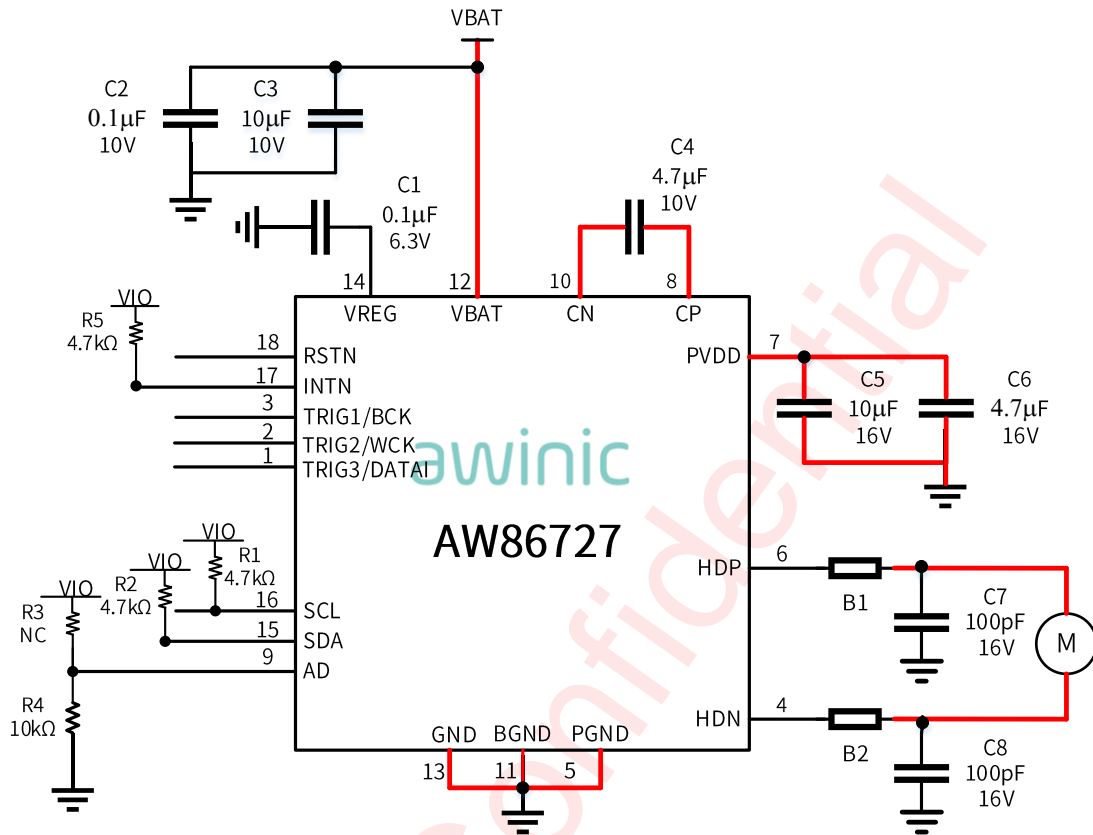 VBAT
C2
0.1µF
10V
C3
10µF
10V
C1
0.1µF
6.3V
C4
4.7µF
10V
14
12
10
8
VREG
VBAT
CN
CP
VIO
R5
4.7kΩ
18
RSTN
17
INTN
3
TRIG1/BCK
2
TRIG2/WCK
1
TRIG3/DATAI
PVDD
7
C5
10µF
16V
C6
4.7µF
16V
awinic
AW86727
VIO
R1
4.7kΩ
VIO
R2
4.7kΩ
VIO
R3
NC
16
SCL
15
SDA
9
AD
R4
10kΩ
HDP
6
B1
C7
100pF
16V
M
HDN
4
B2
C8
100pF
16V
GND
BGND
PGND
13
11
5
Confidential